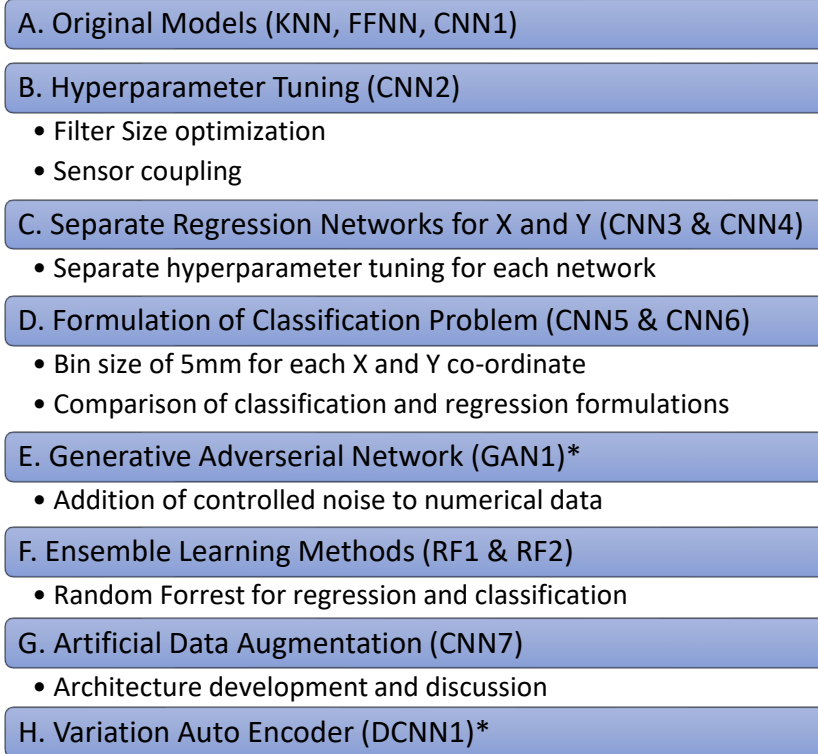 A. Original Models (KNN, FFNN, CNN1)
B. Hyperparameter Tuning (CNN2)
• Filter Size optimization
• Sensor coupling
C. Separate Regression Networks for X and Y (CNN3 & CNN4)
• Separate hyperparameter tuning for each network
D. Formulation of Classification Problem (CNN5 & CNN6)
• Bin size of 5mm for each X and Y co-ordinate
• Comparison of classification and regression formulations
E. Generative Adverserial Network (GAN1)*
• Addition of controlled noise to numerical data
F. Ensemble Learning Methods (RF1 & RF2)
• Random Forrest for regression and classification
G. Artificial Data Augmentation (CNN7)
• Architecture development and discussion
H. Variation Auto Encoder (DCNN1)*